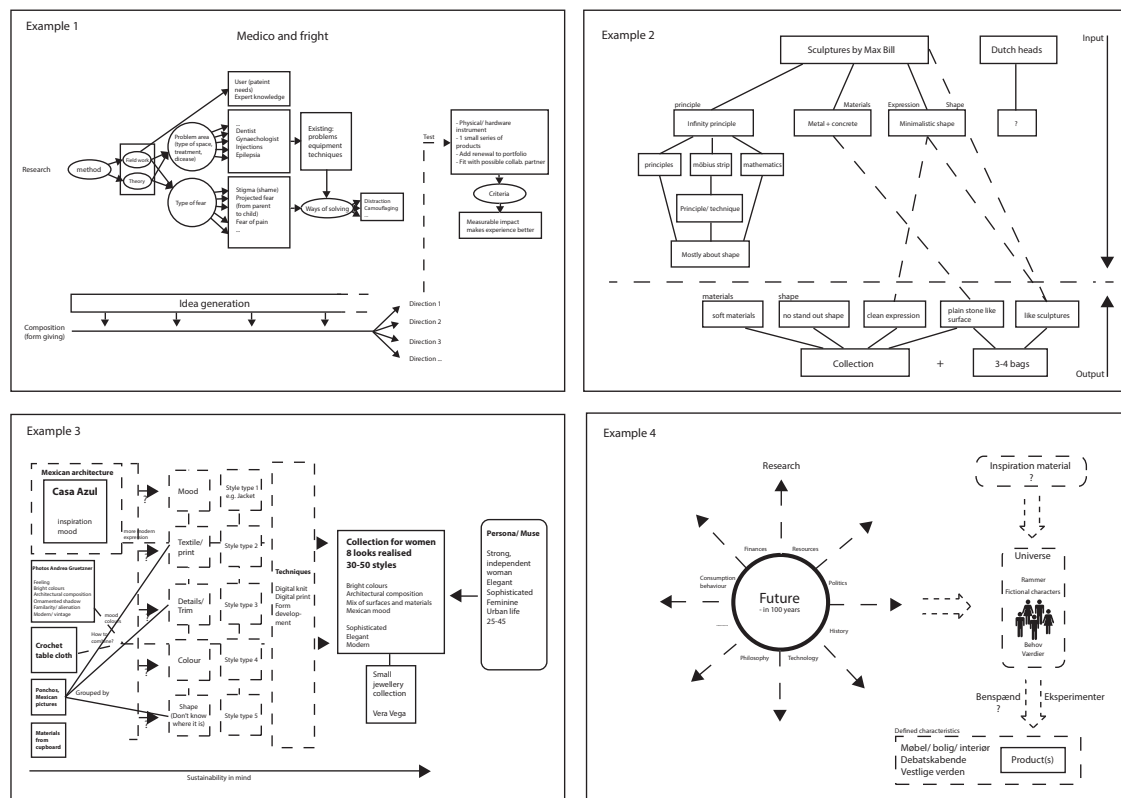 Example 1
Medico and fright
User (pateint
needs)
Expert knowledge
Research
method
Field work
Theory
Problem area
(type of space,
treatment,
dicease)
...
Dentist
Gynaechologist
Injections
Epilepsia
Existing:
problems
equipment
techniques
Type of fear
Stigma (shame)
Projected fear
(from parent
to child)
Fear of pain
...
Ways of solving
Distraction
Camouflaging
...
Test
- Physical/ hardware
instrument
- 1 small series of
products
- Add renewal to portfolio
- Fit with possible collab. partner
Criteria
Measurable impact
makes experience better
Idea generation
Composition
(form giving)
Direction 1
Direction 2
Direction 3
Direction ...
Example 2
Sculptures by Max Bill
Dutch heads
Input
principle
Materials
Expression
Shape
Infinity principle
Metal + concrete
Minimalistic shape
?
principles
möbius strip
mathematics
Principle/ technique
Mostly about shape
materials
shape
soft materials
no stand out shape
clean expression
plain stone like
surface
like sculptures
Collection
+
3-4 bags
Output
Example 3
Mexican architecture
Casa Azul
inspiration
mood
?
Mood
Style type 1
e.g. Jacket
more modern
expression
?
Textile/
print
Style type 2
Photos Andrea Gruetzner
Feeling
Bright colours
Architectural composition
Ornamented shadow
Familiarity/ alienation
Modern/ vintage
mood
colours
How to
combine?
?
Details/
Trim
Style type 3
Crochet
table cloth
?
Colour
Style type 4
Ponchos,
Mexican
pictures
Grouped by
?
Shape
(Don't know
where it is)
Style type 5
Materials
from
cupboard
Techniques
Digital knit
Digital print
Form
develop-
ment
Collection for women
8 looks realised
30-50 styles
Bright colours
Architectural composition
Mix of surfaces and materials
Mexican mood
Sophisticated
Elegant
Modern
Small
jewellery
collection
Vera Vega
Persona/ Muse
Strong,
independent
woman
Elegant
Sophisticated
Feminine
Urban life
25-45
Sustainability in mind
Example 4
Research
Finances
Resources
Consumption
behaviour
Politics
Future
- in 100 years
........
History
Philosophy
Technology
Inspiration material
?
Universe
Rammer
Fictional characters
Behov
Værdier
Benspænd
?
Eksperimenter
Defined characteristics
Møbel/ bolig/ interiør
Debatskabende
Vestlige verden
Product(s)